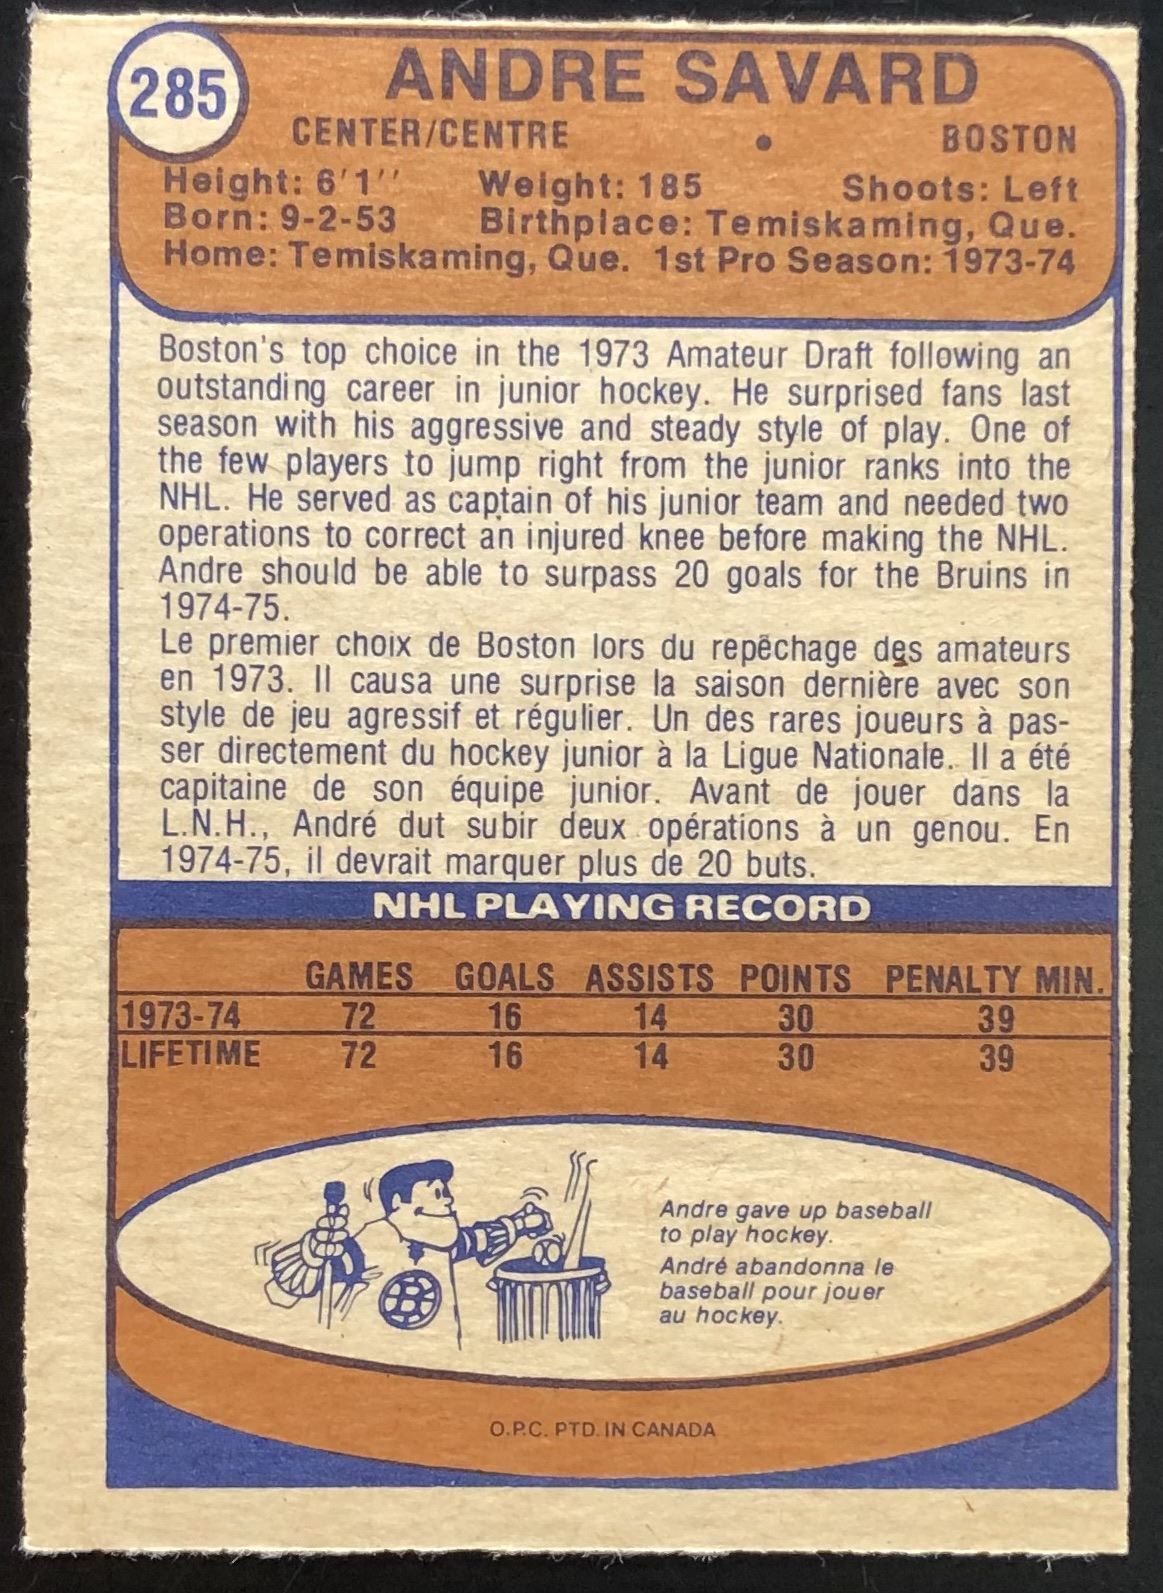 285
ANDRE SAVARD
CENTER/CENTRE • BOSTON
Height: 6'1'' Weight: 185 Shoots: Left
Born: 9-2-53 Birthplace: Temiskaming, Que.
Home: Temiskaming, Que. 1st Pro Season: 1973-74
Boston's top choice in the 1973 Amateur Draft following an
outstanding career in junior hockey. He surprised fans last
season with his aggressive and steady style of play. One of
the few players to jump right from the junior ranks into the
NHL. He served as captain of his junior team and needed two
operations to correct an injured knee before making the NHL.
Andre should be able to surpass 20 goals for the Bruins in
1974-75.
Le premier choix de Boston lors du repêchage des amateurs
en 1973. Il causa une surprise la saison dernière avec son
style de jeu agressif et régulier. Un des rares joueurs à pas-
ser directement du hockey junior à la Ligue Nationale. Il a été
capitaine de son équipe junior. Avant de jouer dans la
L.N.H., André dut subir deux opérations à un genou. En
1974-75, il devrait marquer plus de 20 buts.
NHL PLAYING RECORD
GAMES GOALS ASSISTS POINTS PENALTY MIN.
1973-74 72 16 14 30 39
LIFETIME 72 16 14 30 39
B
Andre gave up baseball
to play hockey.
André abandonna le
baseball pour jouer
au hockey.
O.P.C. PTD. IN CANADA